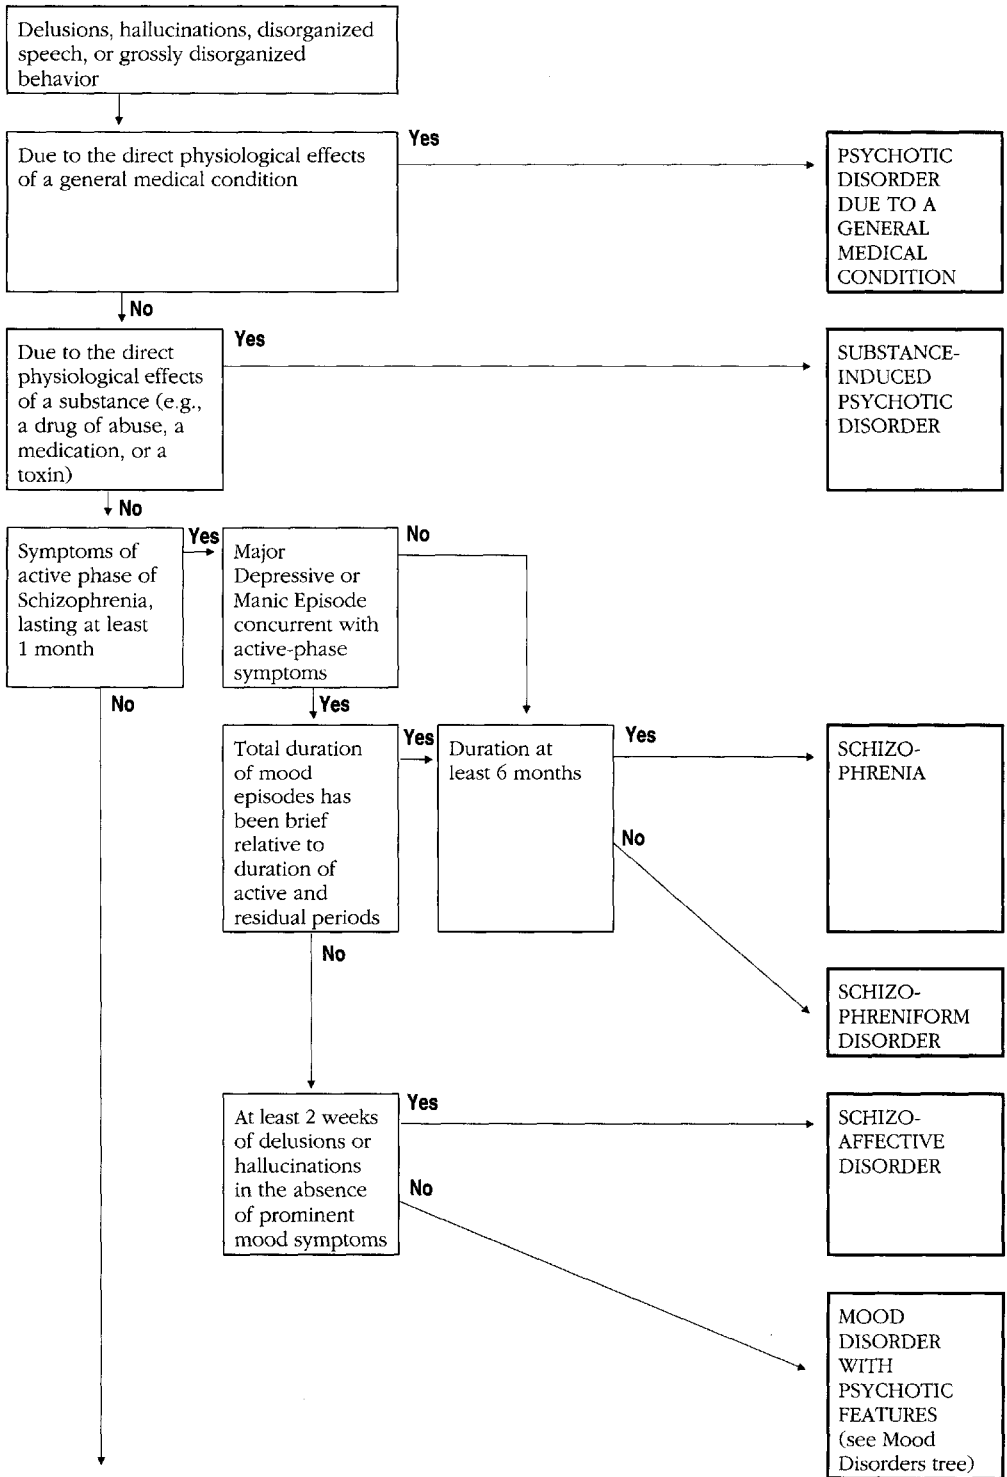 Delusions, hallucinations, disorganized
speech, or grossly disorganized
behavior
Due to the direct physiological effects
of a general medical condition
Yes
PSYCHOTIC
DISORDER
DUE TO A
GENERAL
MEDICAL
CONDITION
No
Due to the direct
physiological effects
of a substance (e.g.,
a drug of abuse, a
medication, or a
toxin)
Yes
SUBSTANCE-
INDUCED
PSYCHOTIC
DISORDER
No
Symptoms of
active phase of
Schizophrenia,
lasting at least
1 month
Yes
Major
Depressive or
Manic Episode
concurrent with
active-phase
symptoms
No
No
Yes
Total duration
of mood
episodes has
been brief
relative to
duration of
active and
residual periods
Yes
Duration at
least 6 months
Yes
SCHIZO-
PHRENIA
No
SCHIZO-
PHRENIFORM
DISORDER
No
At least 2 weeks
of delusions or
hallucinations
in the absence
of prominent
mood symptoms
Yes
SCHIZO-
AFFECTIVE
DISORDER
No
MOOD
DISORDER
WITH
PSYCHOTIC
FEATURES
(see Mood
Disorders tree)